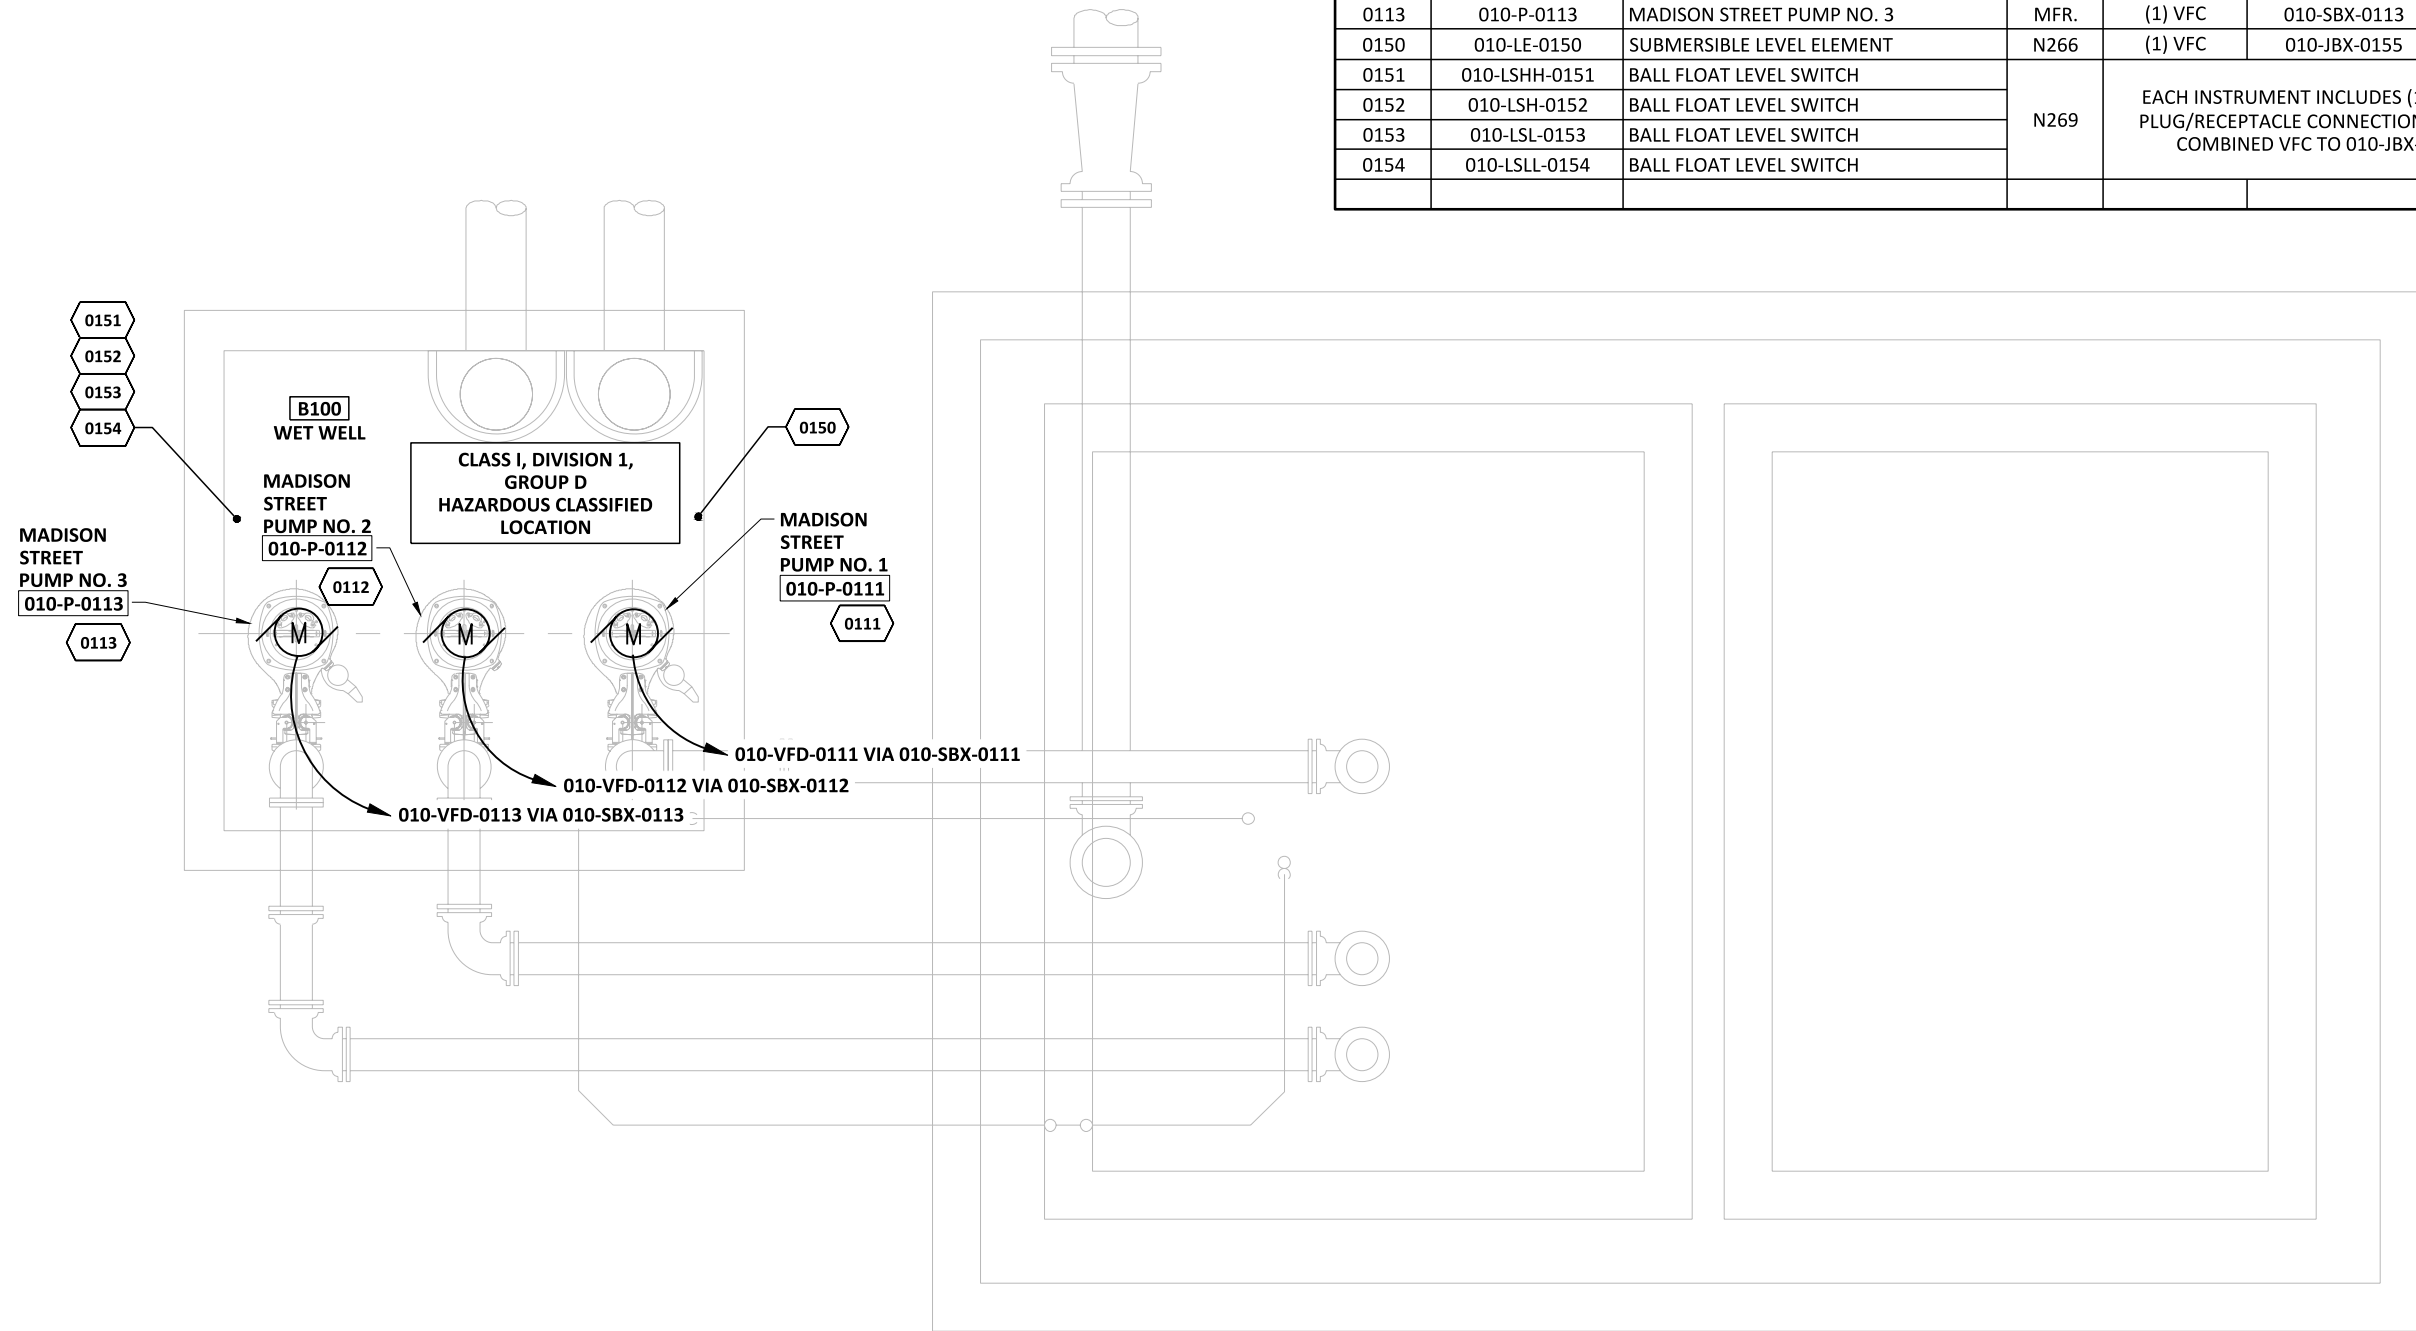 0113 010-P-0113 MADISON STREET PUMP NO. 3 MFR. (1) VFC 010-SBX-0113
0150 010-LE-0150 SUBMERSIBLE LEVEL ELEMENT N266 (1) VFC 010-JBX-0155
0151 010-LSHH-0151 BALL FLOAT LEVEL SWITCH
0152 010-LSH-0152 BALL FLOAT LEVEL SWITCH
0153 010-LSL-0153 BALL FLOAT LEVEL SWITCH
0154 010-LSLL-0154 BALL FLOAT LEVEL SWITCH
N269
EACH INSTRUMENT INCLUDES (
PLUG/RECEPTACLE CONNECTION
COMBINED VFC TO 010-JBX-
0151
0152
0153
0154
B100
WET WELL
CLASS I, DIVISION 1,
GROUP D
HAZARDOUS CLASSIFIED
LOCATION
0150
MADISON
STREET
PUMP NO. 2
010-P-0112
0112
MADISON
STREET
PUMP NO. 3
010-P-0113
0113
MADISON
STREET
PUMP NO. 1
010-P-0111
0111
M
M
M
010-VFD-0111 VIA 010-SBX-0111
010-VFD-0112 VIA 010-SBX-0112
010-VFD-0113 VIA 010-SBX-0113